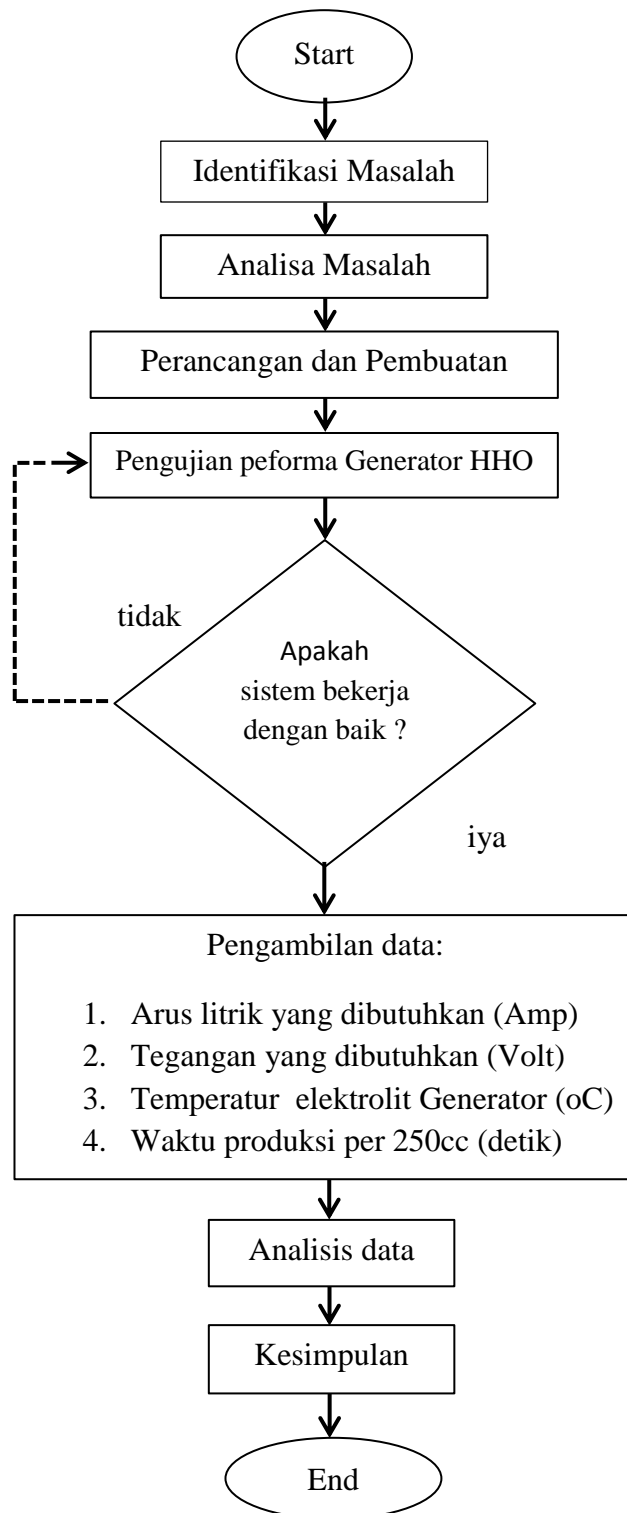 Start
Identifikasi Masalah
Analisa Masalah
Perancangan dan Pembuatan
Pengujian peforma Generator HHO
tidak
Apakah
sistem bekerja
dengan baik ?
iya
Pengambilan data:
1. Arus litrik yang dibutuhkan (Amp)
2. Tegangan yang dibutuhkan (Volt)
3. Temperatur elektrolit Generator (oC)
4. Waktu produksi per 250cc (detik)
Analisis data
Kesimpulan
End